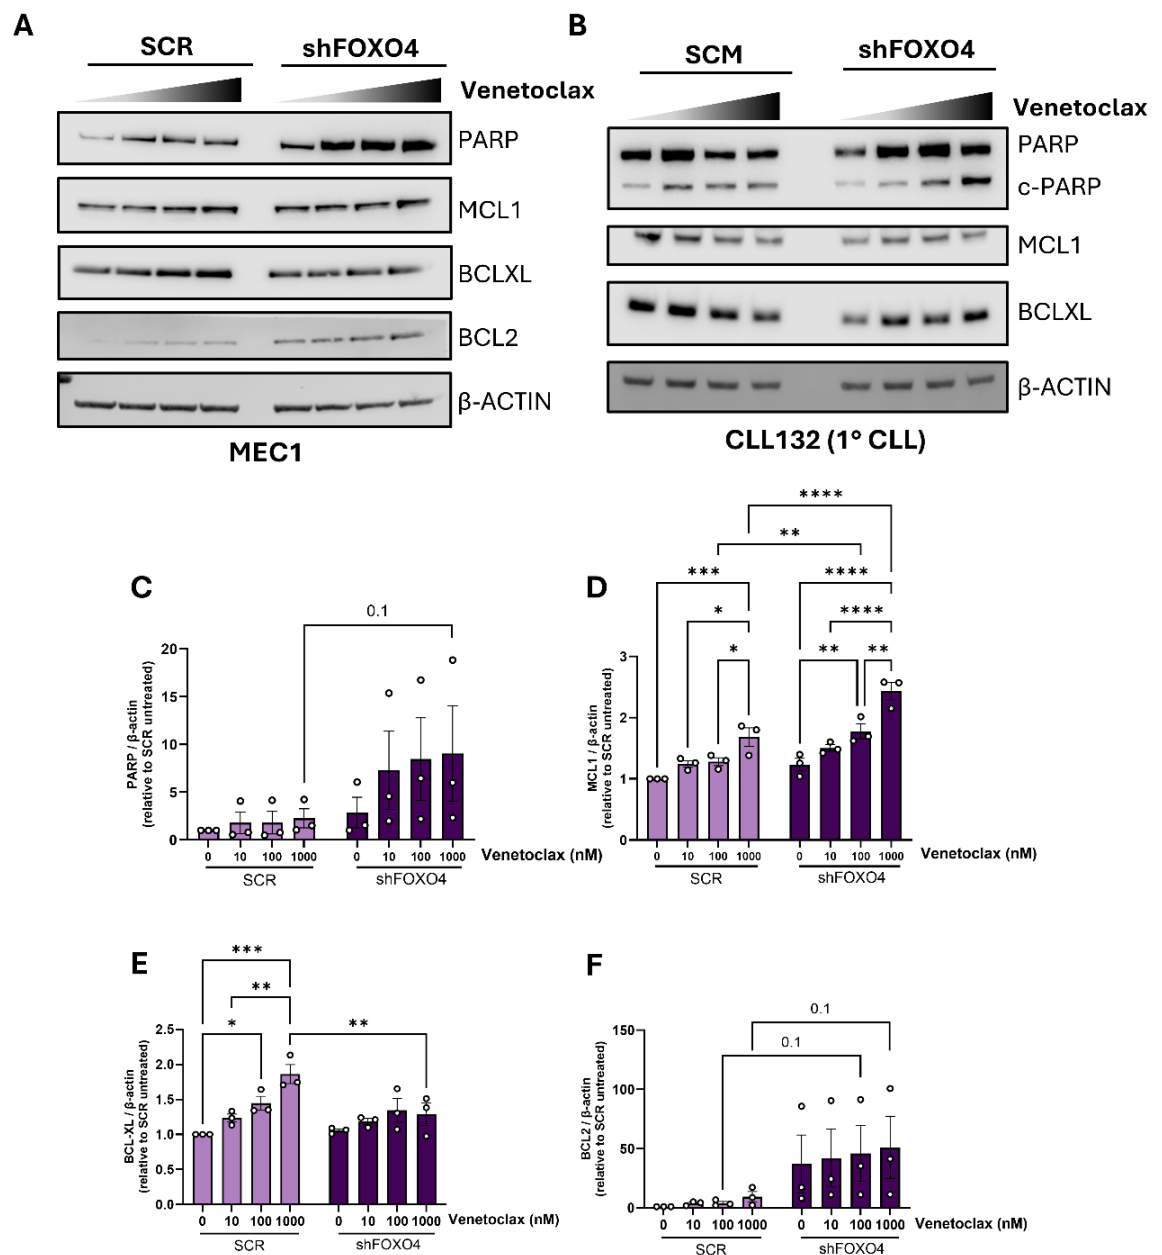 A
SCR
shFOXO4
Venetoclax
PARP
MCL1
BCLXL
BCL2
β-ACTIN
MEC1
B
SCM
shFOXO4
Venetoclax
PARP
c-PARP
MCL1
BCLXL
β-ACTIN
CLL132 (1° CLL)
C
0.1
PARP / β-actin
(relative to SCR untreated)
20
15
10
5
0
0 10 100 1000 0 10 100 1000 Venetoclax (nM)
SCR shFOXO4
D
****
**
*** ****
* ****
* ** **
MCL1 / β-actin
(relative to SCR untreated)
3
2
1
0
0 10 100 1000 0 10 100 1000 Venetoclax (nM)
SCR shFOXO4
E
***
**
* **
BCL-XL / β-actin
(relative to SCR untreated)
2.5
2.0
1.5
1.0
0.5
0.0
0 10 100 1000 0 10 100 1000 Venetoclax (nM)
SCR shFOXO4
F
0.1
0.1
BCL2 / β-actin
(relative to SCR untreated)
150
100
50
0
0 10 100 1000 0 10 100 1000 Venetoclax (nM)
SCR shFOXO4